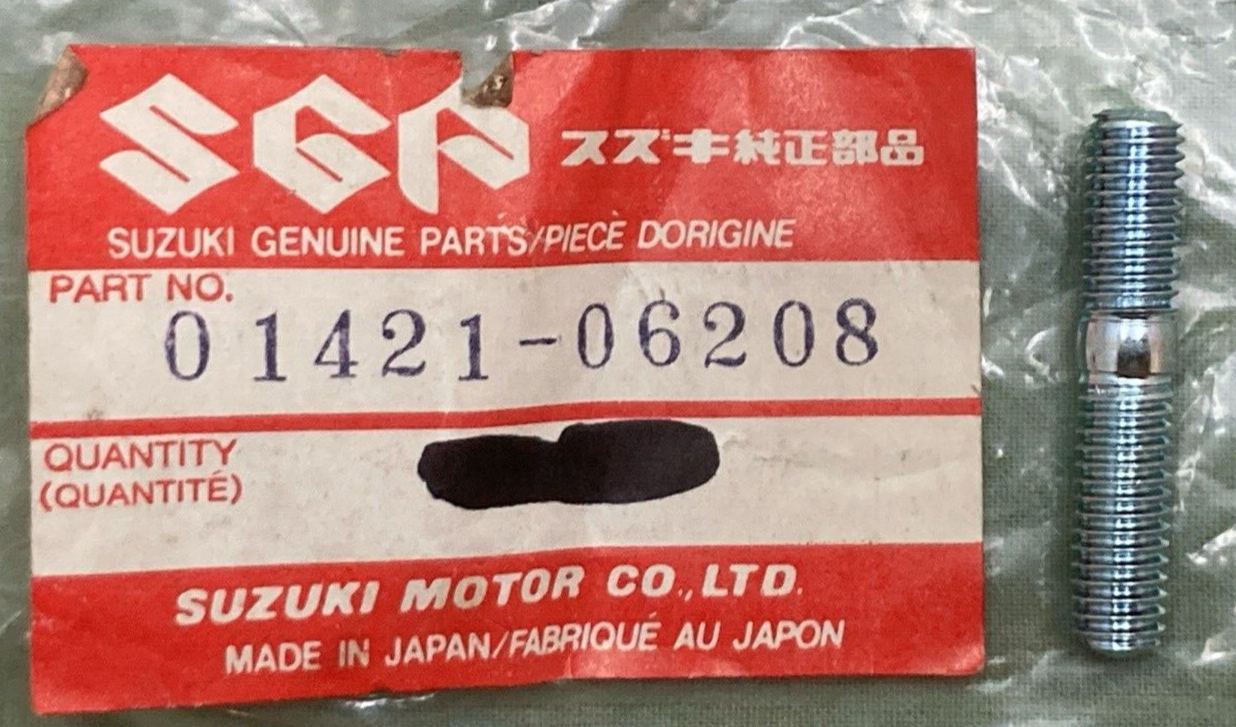 SGP スズキ純正部品
SUZUKI GENUINE PARTS/PIECÈ DORIGINE
PART NO.
01421-06208
QUANTITY
(QUANTITÉ)
SUZUKI MOTOR CO.,LTD.
MADE IN JAPAN/FABRIQUÉ AU JAPON